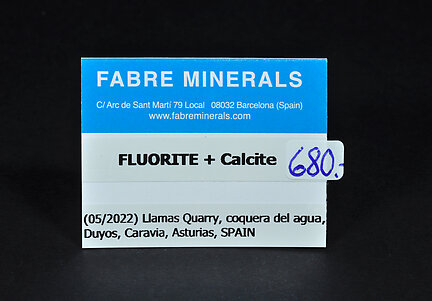 FABRE MINERALS
C/ Arc de Sant Martí 79 Local 08032 Barcelona (Spain)
www.fabreminerals.com
FLUORITE + Calcite 680.-
(05/2022) Llamas Quarry, coquera del agua,
Duyos, Caravia, Asturias, SPAIN